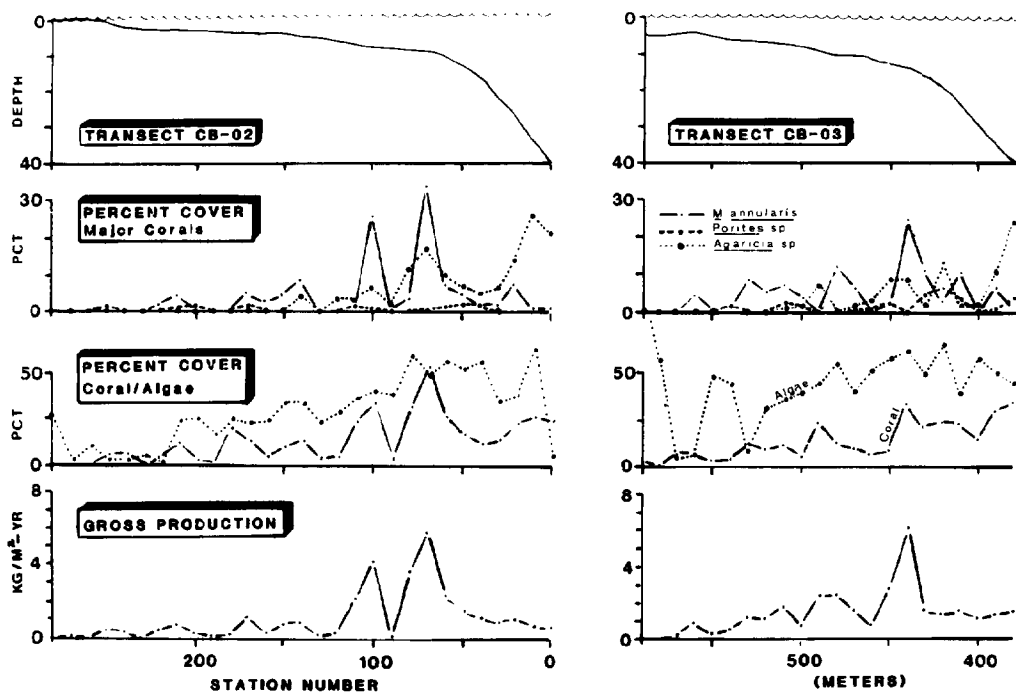 0
DEPTH
40
TRANSECT CB-02
0
40
TRANSECT CB-03
30
PCT
0
PERCENT COVER
Major Corals
30
0
M annularis
Porites sp
Agaricia sp
50
PCT
0
PERCENT COVER
Coral/Algae
50
0
Algae
Coral
8
4
0
KG/M²-YR
GROSS PRODUCTION
8
4
0
200
100
0
STATION NUMBER
500
400
(METERS)